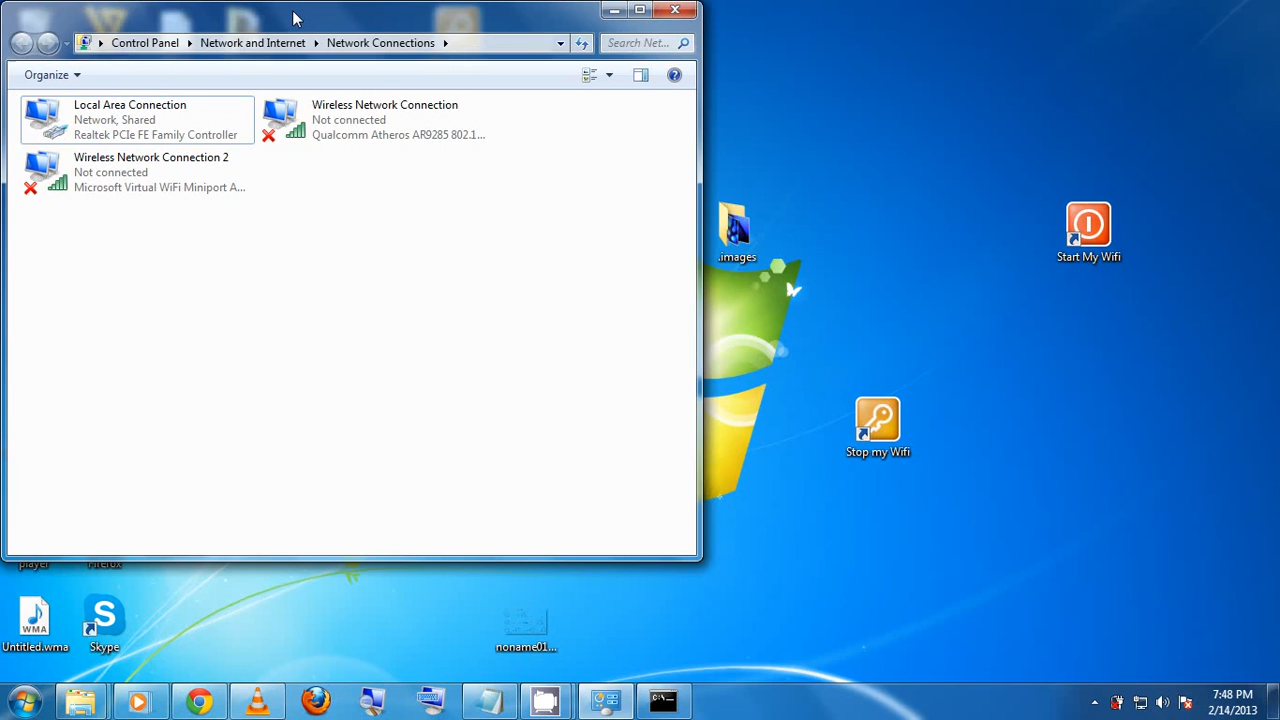 Control Panel
Network and Internet
Network Connections
Search Net...
Organize
Local Area Connection
Network, Shared
Realtek PCIe FE Family Controller
Wireless Network Connection
Not connected
Qualcomm Atheros AR9285 802.1...
Wireless Network Connection 2
Not connected
Microsoft Virtual WiFi Miniport A...
.images
Start My Wifi
Stop my Wifi
player
Firefox
Untitled.wma
WMA
Skype
noname01...
C:\.
7:48 PM
2/14/2013